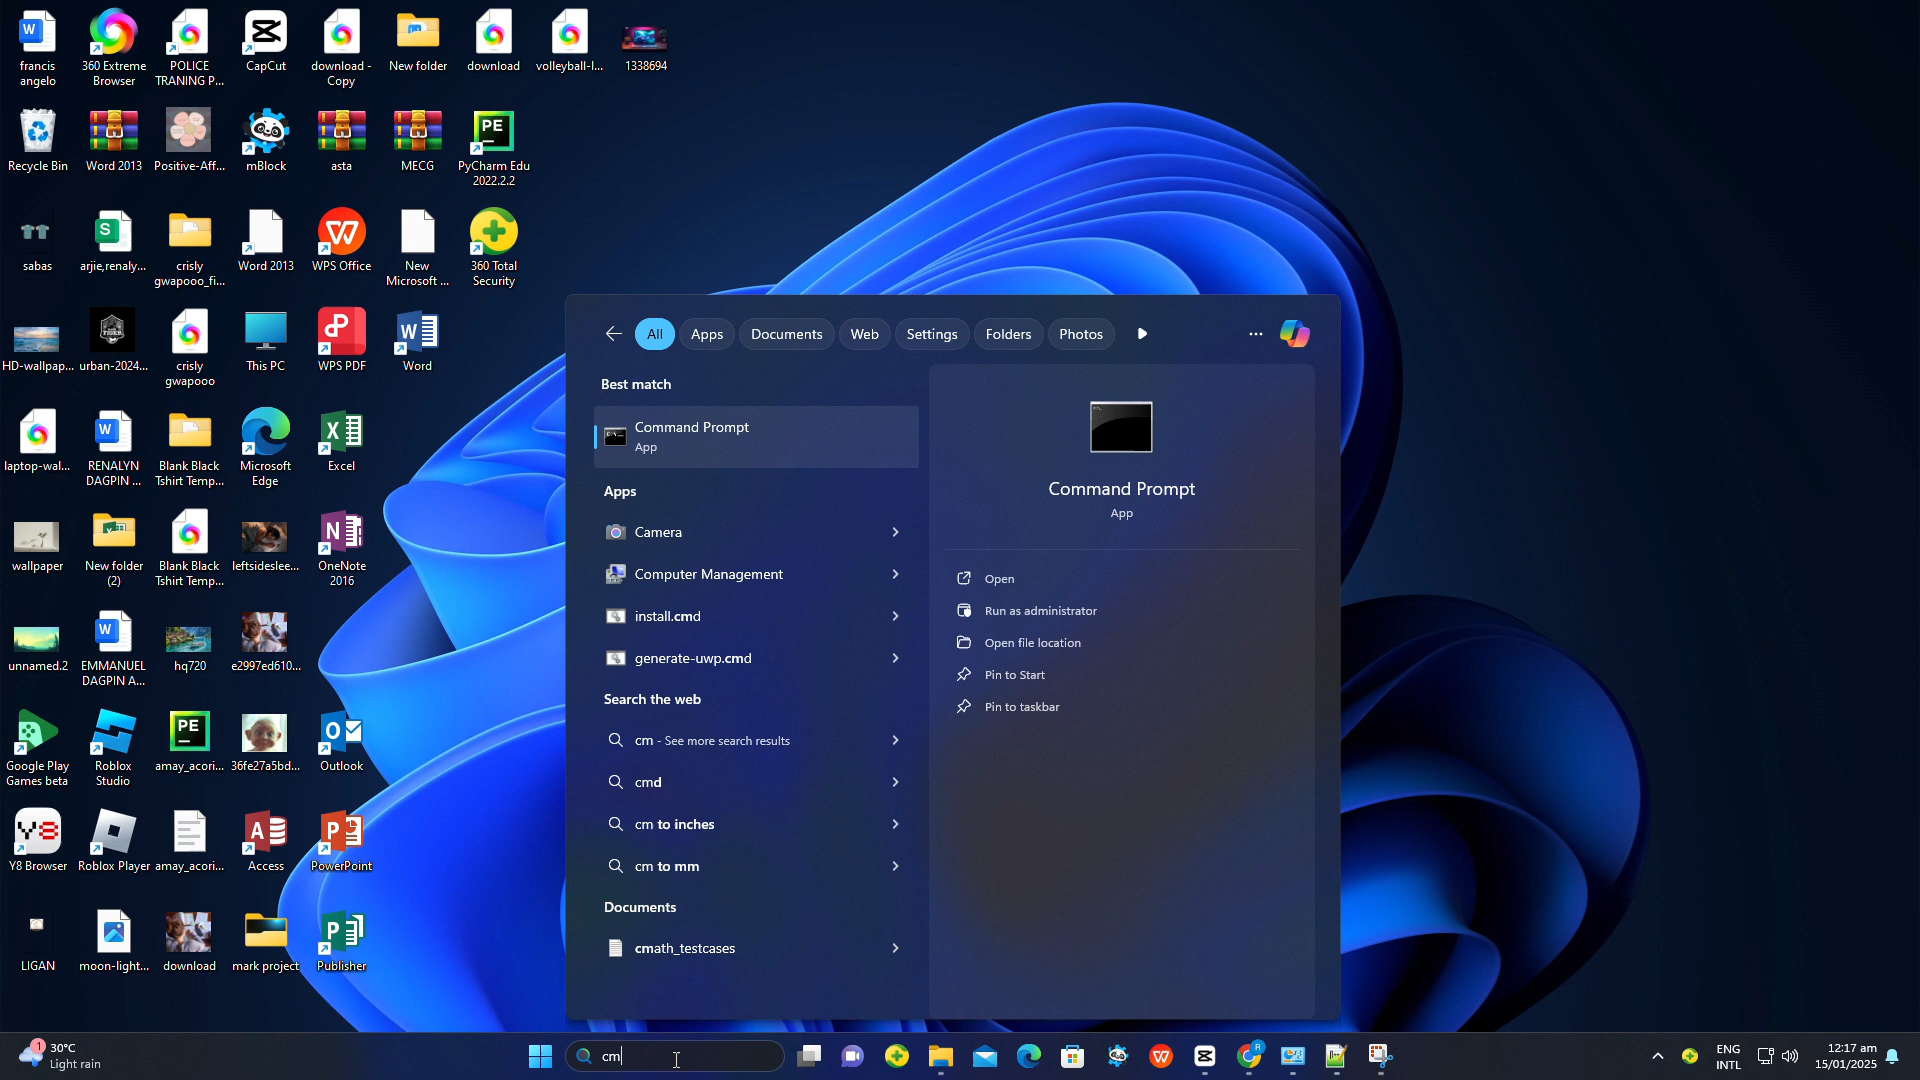 francis
angelo
360 Extreme
Browser
POLICE
TRANING P...
CapCut
download -
Copy
New folder
download
volleyball-l...
1338694
Recycle Bin
Word 2013
Positive-Aff...
mBlock
asta
MECG
PyCharm Edu
2022.2.2
sabas
arjie,renaly...
crisly
gwapooo_fi...
Word 2013
WPS Office
New
Microsoft ...
360 Total
Security
HD-wallpap...
urban-2024...
crisly
gwapooo
This PC
WPS PDF
Word
laptop-wal...
RENALYN
DAGPIN ...
Blank Black
Tshirt Temp...
Microsoft
Edge
Excel
wallpaper
New folder
(2)
Blank Black
Tshirt Temp...
leftsideslee...
OneNote
2016
unnamed.2
EMMANUEL
DAGPIN A...
hq720
e2997ed610...
Google Play
Games beta
Roblox
Studio
amay_acori...
36fe27a5bd...
Outlook
Y8 Browser
Roblox Player
amay_acori...
Access
PowerPoint
LIGAN
moon-light...
download
mark project
Publisher
All
Apps
Documents
Web
Settings
Folders
Photos
Best match
Command Prompt
App
Apps
Camera
Computer Management
install.cmd
generate-uwp.cmd
Search the web
cm - See more search results
cmd
cm to inches
cm to mm
Documents
cmath_testcases
Command Prompt
App
Open
Run as administrator
Open file location
Pin to Start
Pin to taskbar
1
30°C
Light rain
cm
R
ENG
INTL
12:17 am
15/01/2025